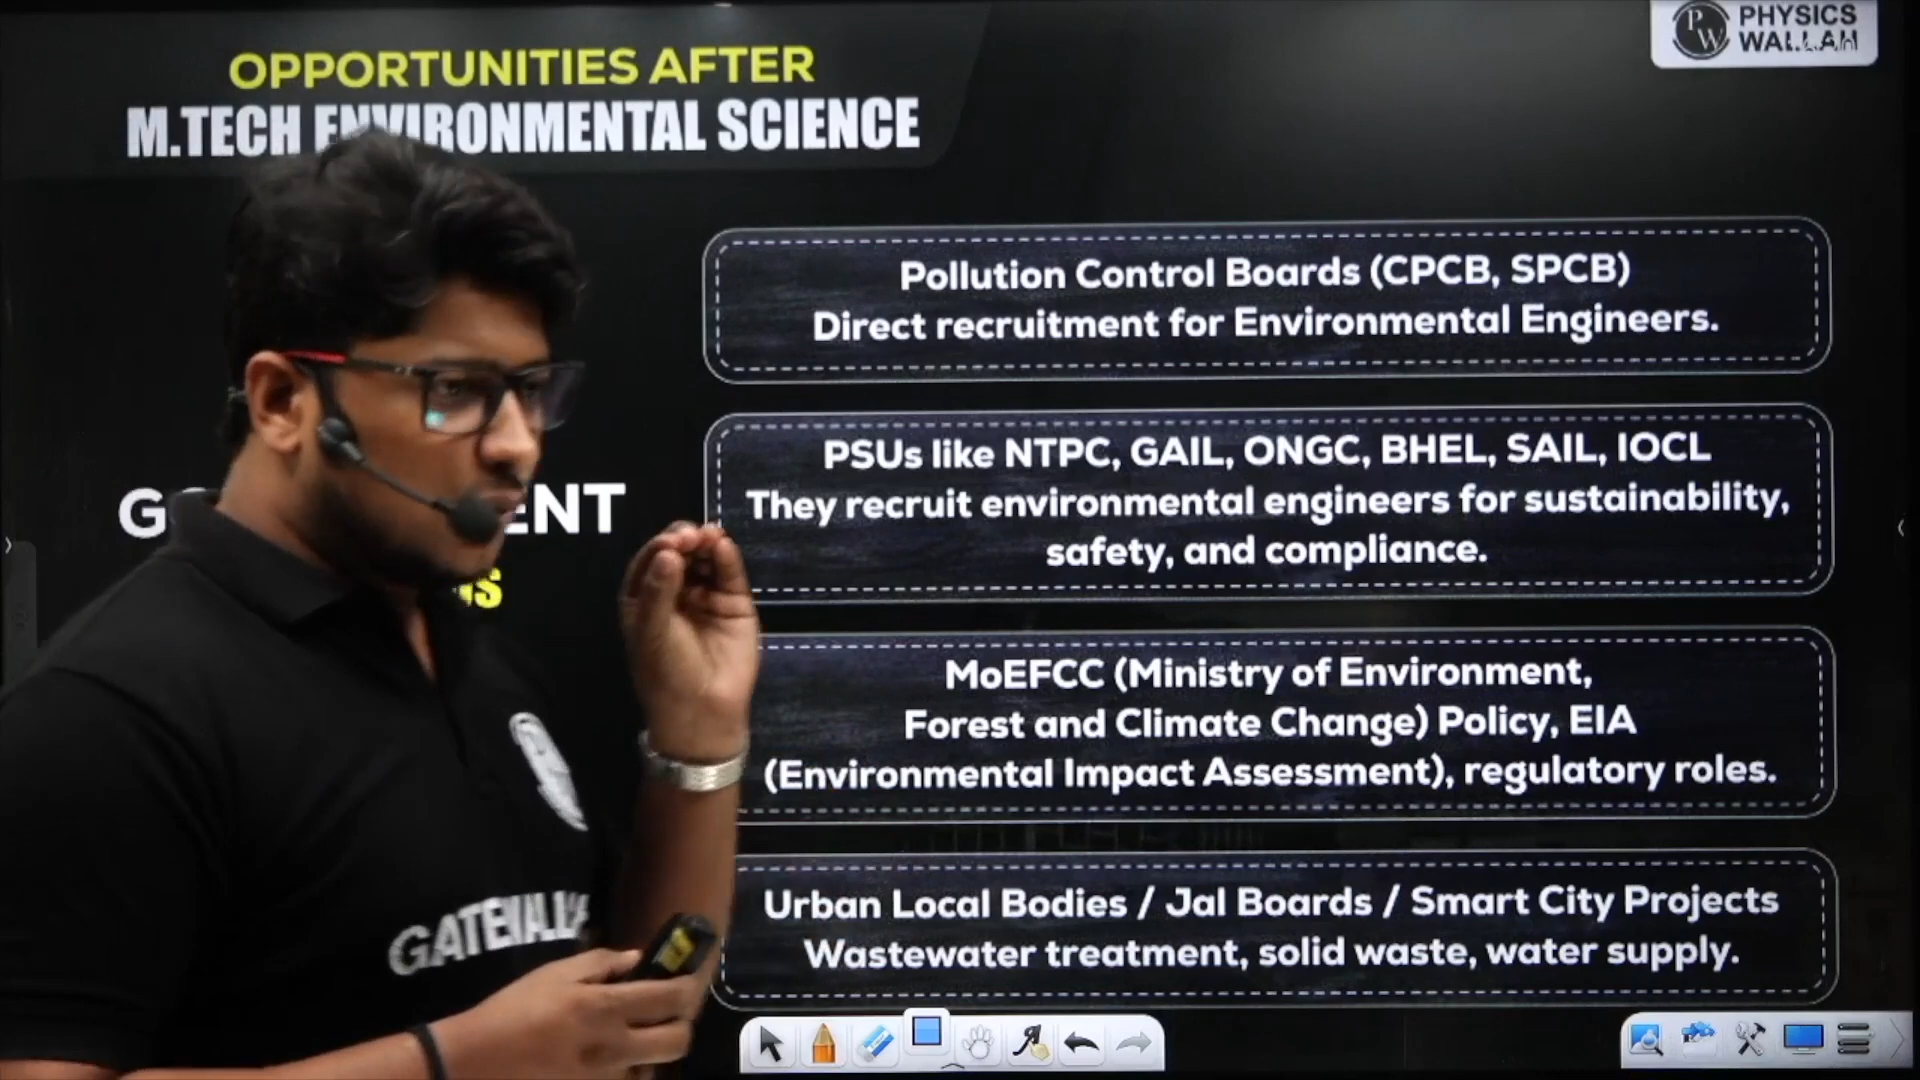 OPPORTUNITIES AFTER
M.TECH ENVIRONMENTAL SCIENCE
PHYSICS
WALLAH
Pollution Control Boards (CPCB, SPCB)
Direct recruitment for Environmental Engineers.
PSUs like NTPC, GAIL, ONGC, BHEL, SAIL, IOCL
They recruit environmental engineers for sustainability,
safety, and compliance.
MoEFCC (Ministry of Environment,
Forest and Climate Change) Policy, EIA
(Environmental Impact Assessment), regulatory roles.
Urban Local Bodies / Jal Boards / Smart City Projects
Wastewater treatment, solid waste, water supply.